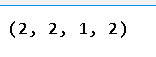 (2, 2, 1, 2)